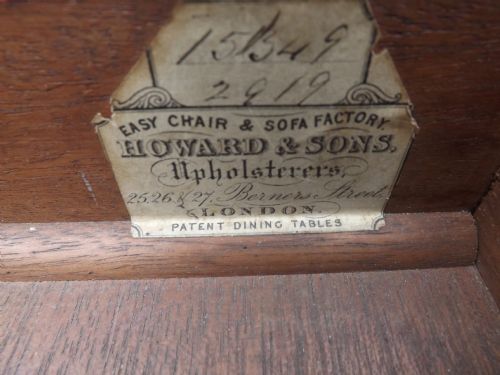 15349
2919
EASY CHAIR & SOFA FACTORY.
HOWARD & SONS,
Upholsterers,
25,26 & 27, Berners Street,
LONDON.
PATENT DINING TABLES